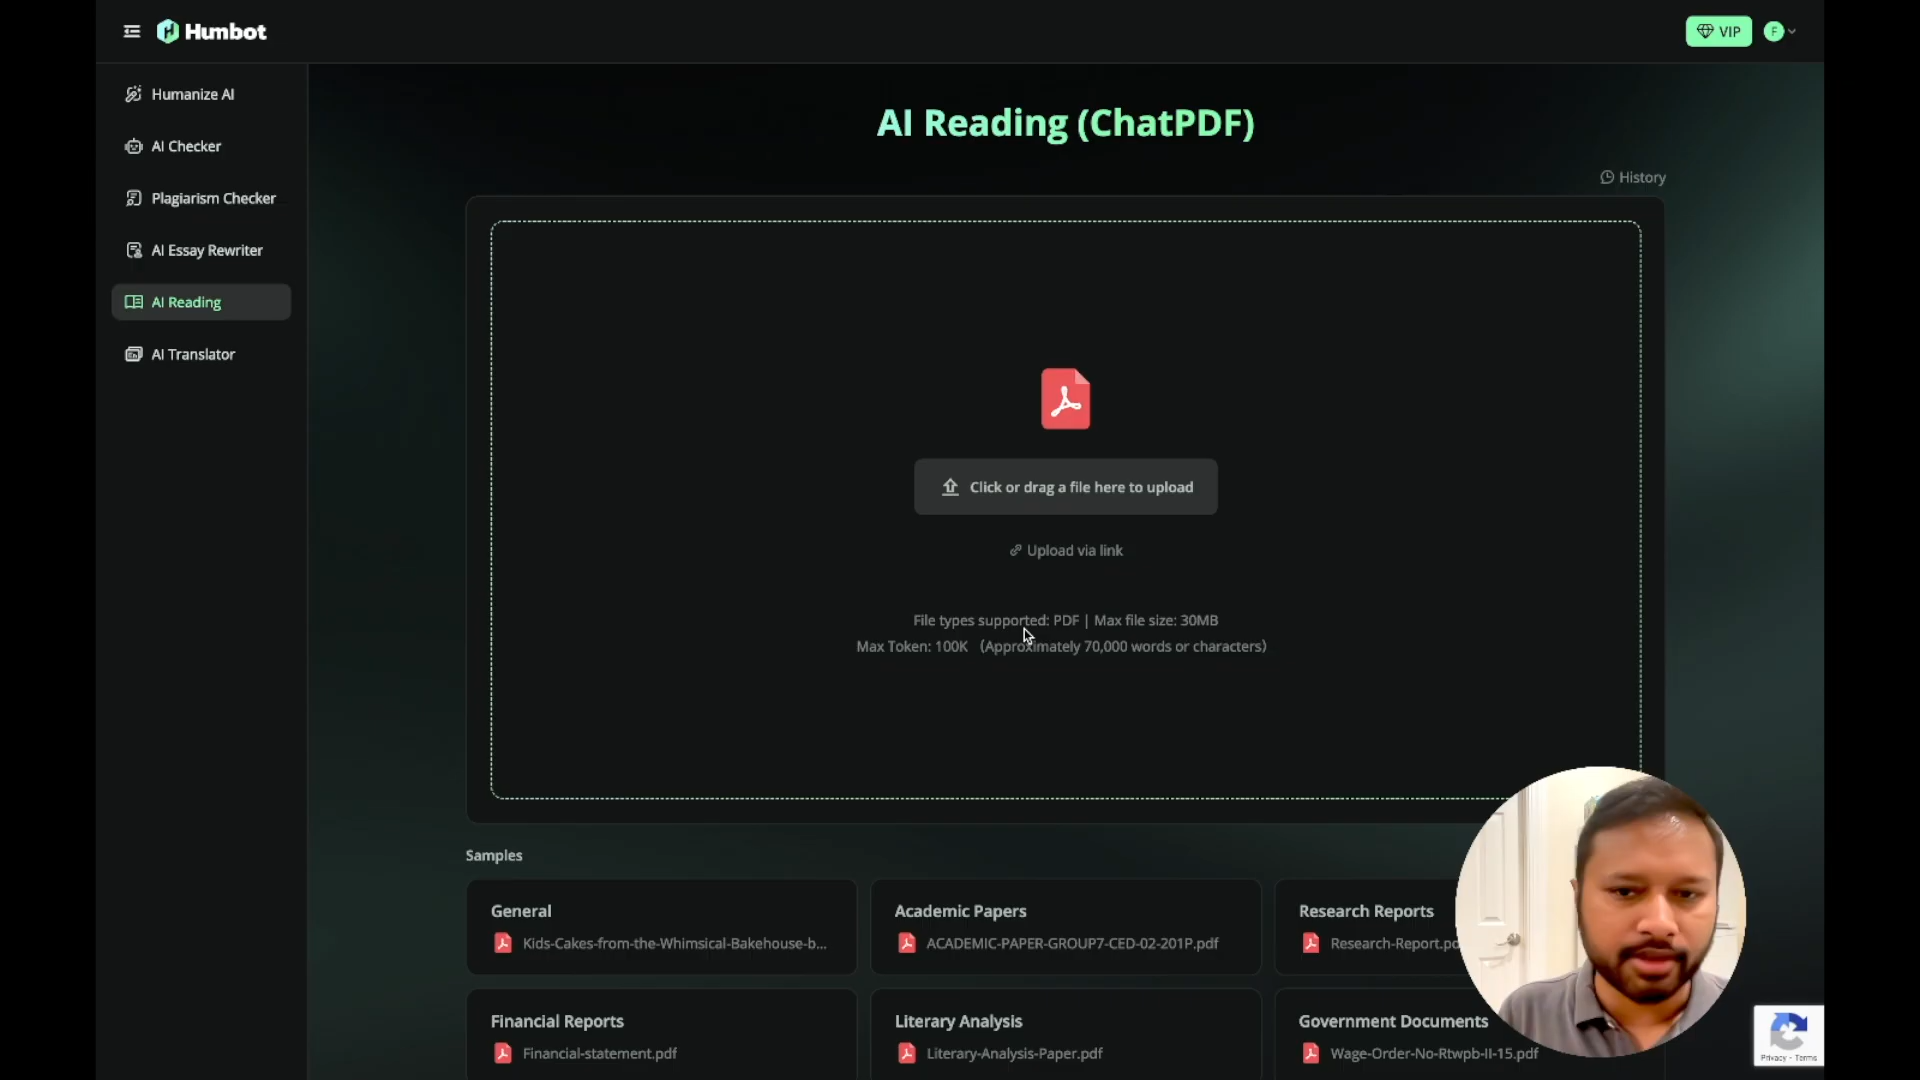 Humbot
VIP
F
Humanize AI
AI Checker
Plagiarism Checker
AI Essay Rewriter
AI Reading
AI Translator
AI Reading (ChatPDF)
History
Click or drag a file here to upload
Upload via link
File types supported: PDF | Max file size: 30MB
Max Token: 100K (Approximately 70,000 words or characters)
Samples
General
Kids-Cakes-from-the-Whimsical-Bakehouse-b...
Academic Papers
ACADEMIC-PAPER-GROUP7-CED-02-201P.pdf
Research Reports
Research-Report.pd
Financial Reports
Financial-statement.pdf
Literary Analysis
Literary-Analysis-Paper.pdf
Government Documents
Wage-Order-No-Rtwpb-II-15.pdf
Privacy - Terms